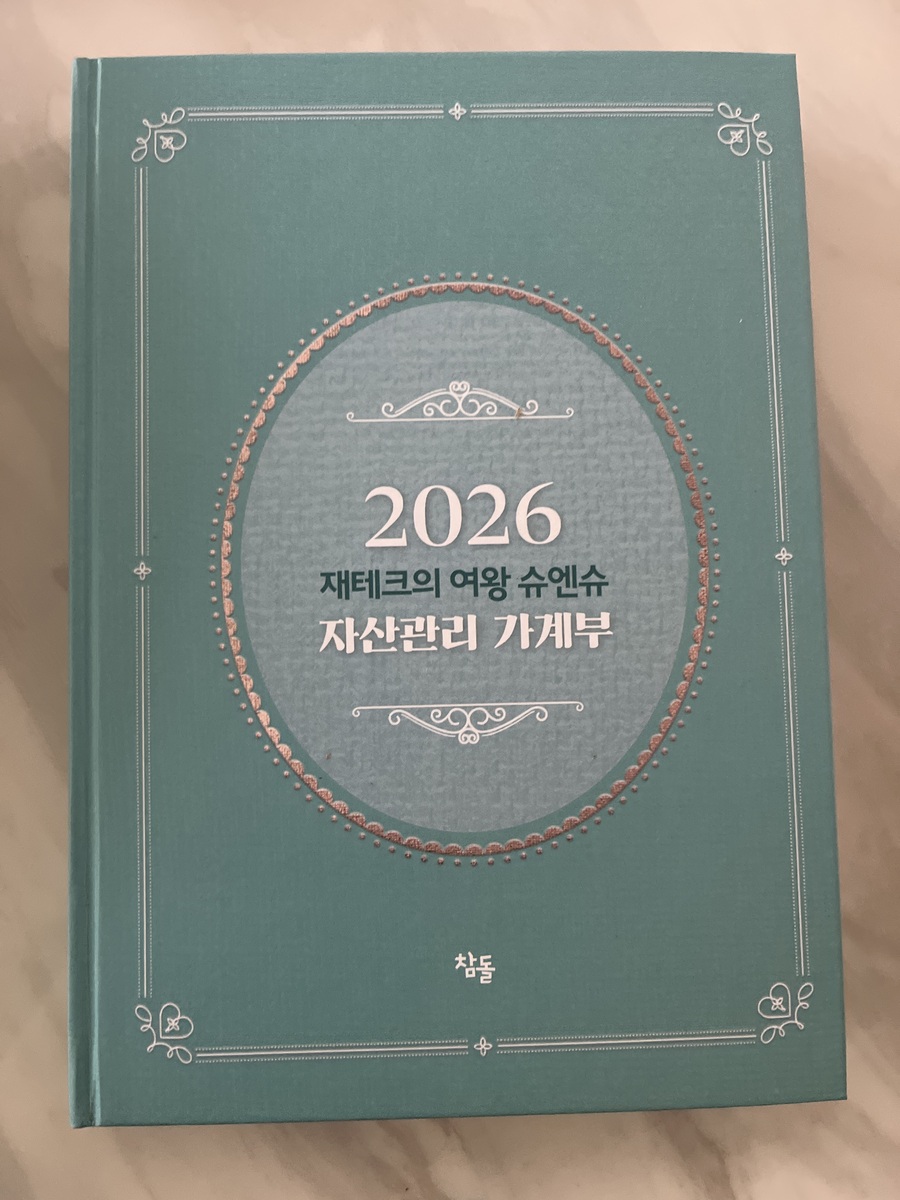 2026
재테크의 여왕 슈엔슈
자산관리 가계부
참돌